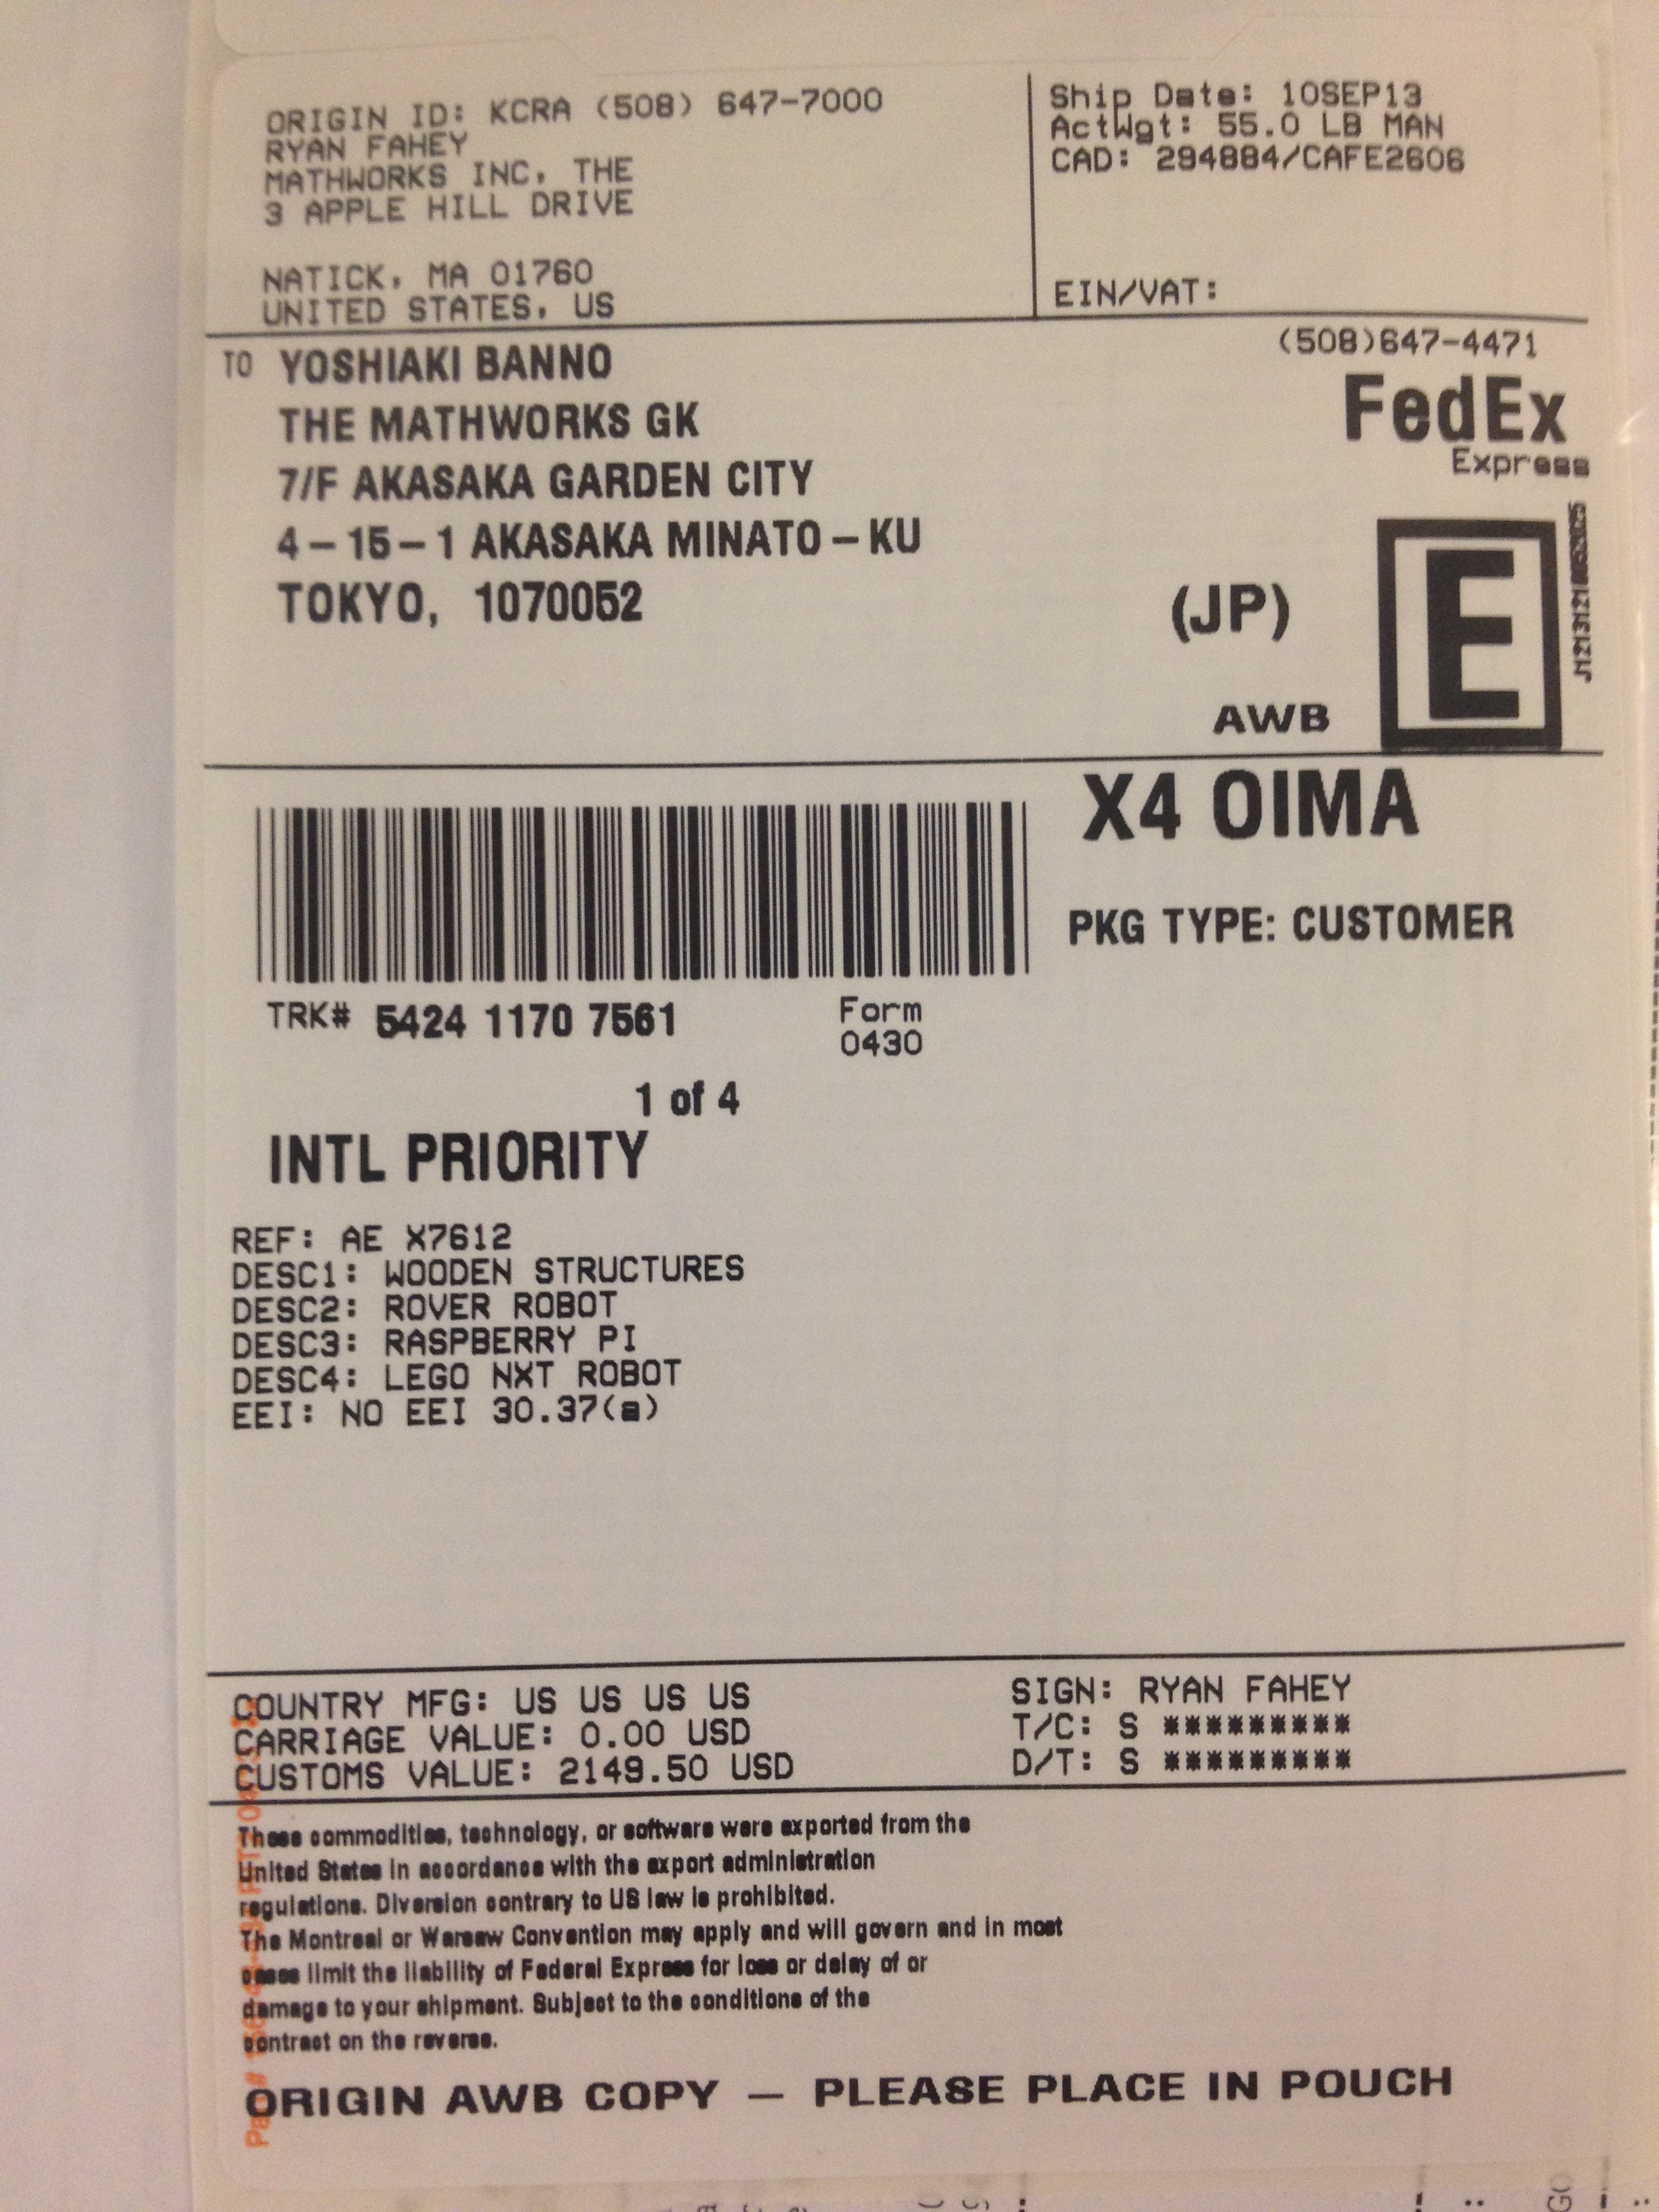 ORIGIN ID: KCRA (508) 647-7000
RYAN FAHEY
MATHWORKS INC, THE
3 APPLE HILL DRIVE
NATICK, MA 01760
UNITED STATES, US
Ship Date: 10SEP13
ActWgt: 55.0 LB MAN
CAD: 294884/CAFE2606
EIN/VAT:
TO YOSHIAKI BANNO
THE MATHWORKS GK
7/F AKASAKA GARDEN CITY
4 - 15 - 1 AKASAKA MINATO - KU
TOKYO, 1070052
(508)647-4471
FedEx
Express
(JP)
AWB
E
X4 OIMA
PKG TYPE: CUSTOMER
TRK# 5424 1170 7561
Form
0430
1 of 4
INTL PRIORITY
REF: AE X7612
DESC1: WOODEN STRUCTURES
DESC2: ROVER ROBOT
DESC3: RASPBERRY PI
DESC4: LEGO NXT ROBOT
EEI: NO EEI 30.37(a)
COUNTRY MFG: US US US US
CARRIAGE VALUE: 0.00 USD
CUSTOMS VALUE: 2149.50 USD
SIGN: RYAN FAHEY
T/C: S *********
D/T: S *********
These commodities, technology, or software were exported from the
United States in accordance with the export administration
regulations. Diversion contrary to US law is prohibited.
The Montreal or Warsaw Convention may apply and will govern and in most
cases limit the liability of Federal Express for loss or delay of or
damage to your shipment. Subject to the conditions of the
contract on the reverse.
ORIGIN AWB COPY - PLEASE PLACE IN POUCH